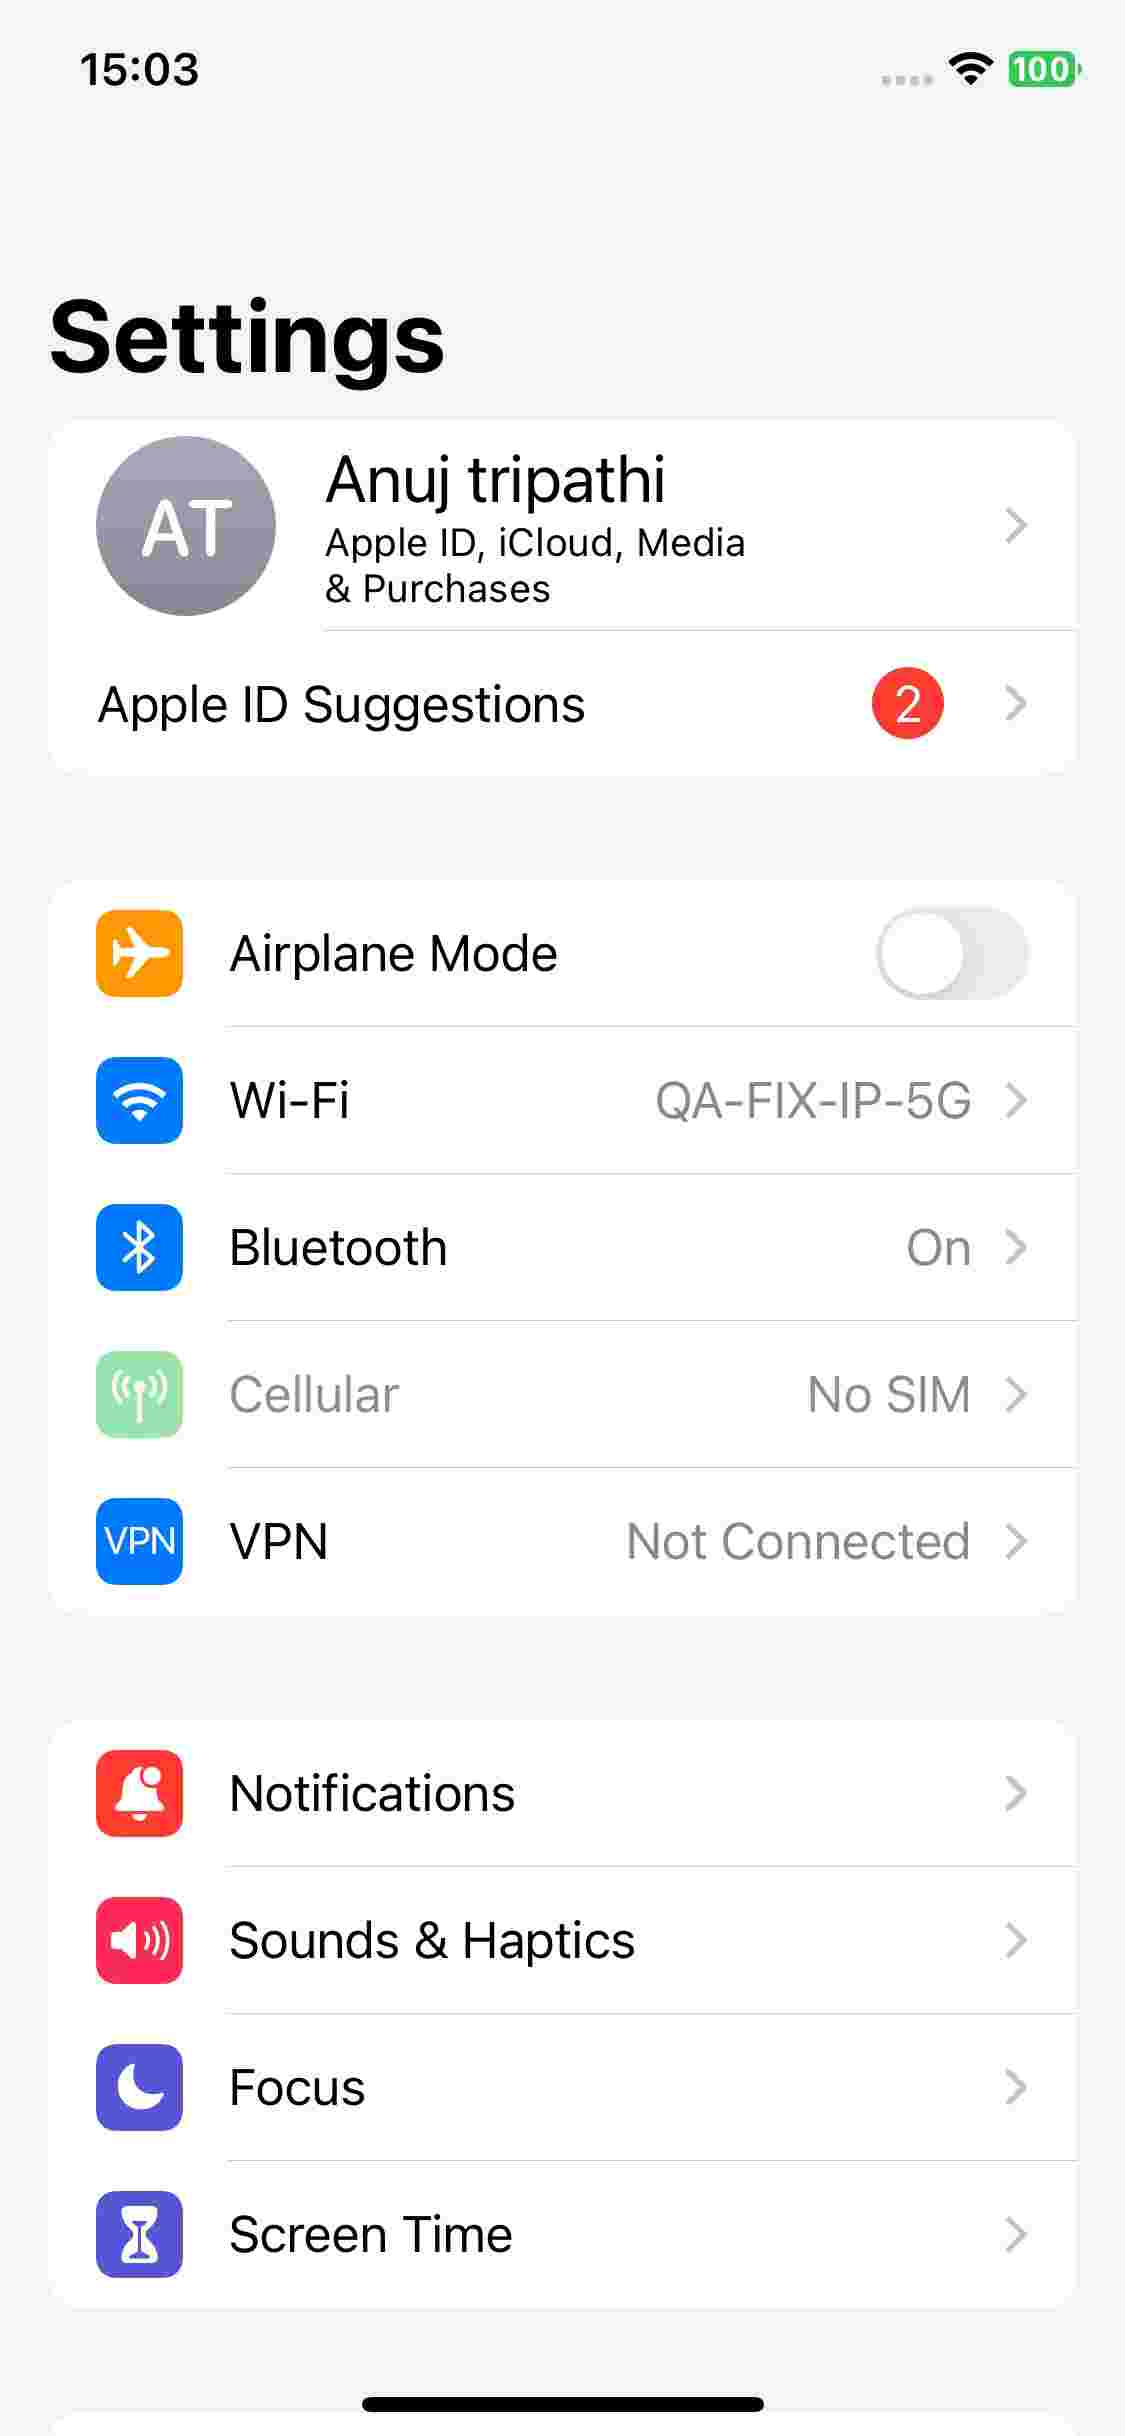 15:03
100
Settings
AT
Anuj tripathi
Apple ID, iCloud, Media
& Purchases
Apple ID Suggestions 2
Airplane Mode
Wi-Fi QA-FIX-IP-5G
Bluetooth On
Cellular No SIM
VPN VPN Not Connected
Notifications
Sounds & Haptics
Focus
Screen Time